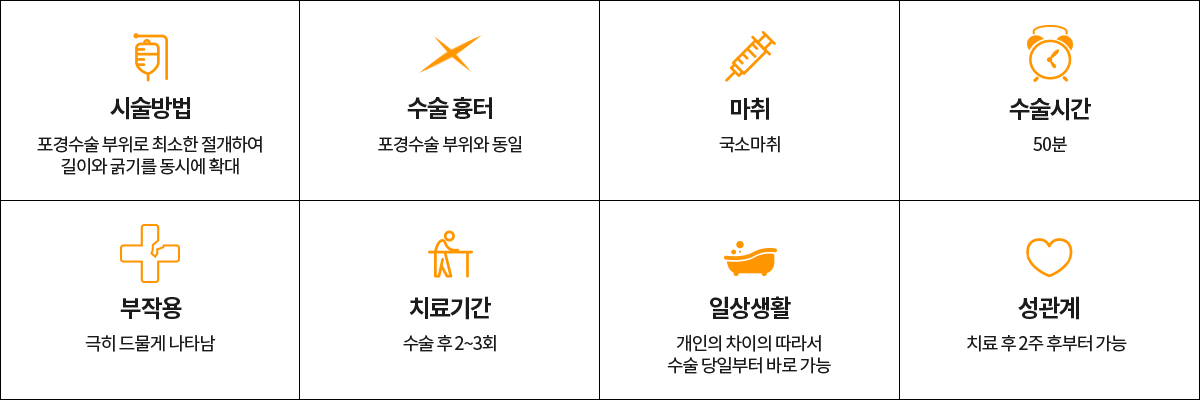 시술방법
포경수술 부위로 최소한 절개하여
길이와 굵기를 동시에 확대
수술 흉터
포경수술 부위와 동일
마취
국소마취
수술시간
50분
부작용
극히 드물게 나타남
치료기간
수술 후 2~3회
일상생활
개인의 차이의 따라서
수술 당일부터 바로 가능
성관계
치료 후 2주 후부터 가능